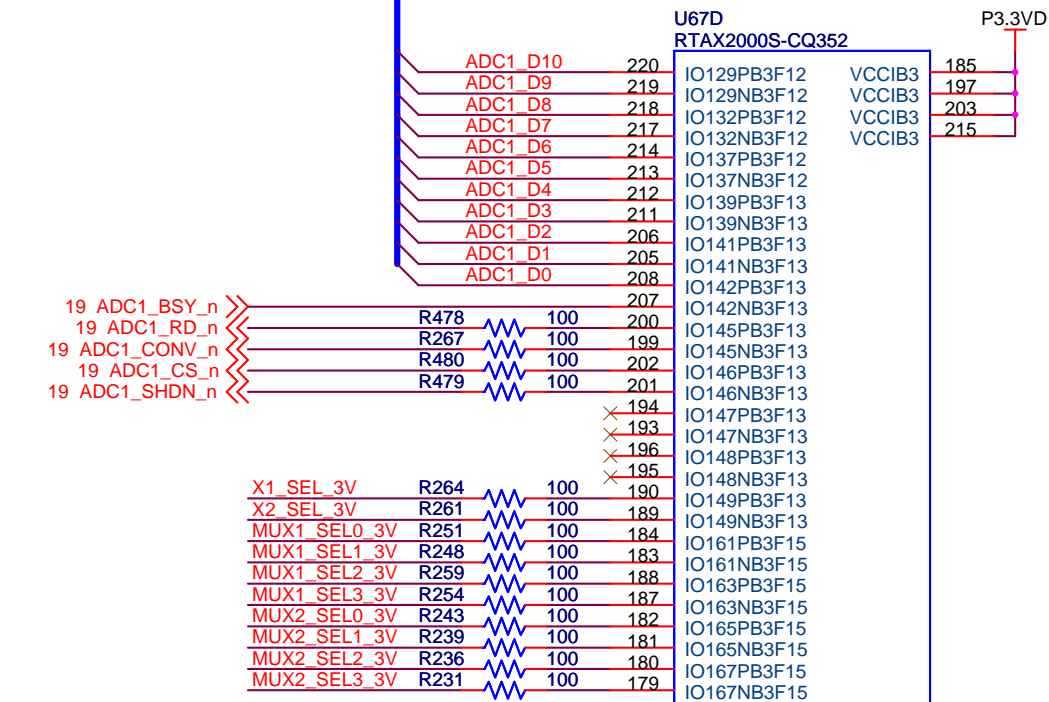 U67D
P3.3VD
RTAX2000S-CQ352
ADC1_D10 220 IO129PB3F12 VCCIB3 185
ADC1_D9 219 IO129NB3F12 VCCIB3 197
ADC1_D8 218 IO132PB3F12 VCCIB3 203
ADC1_D7 217 IO132NB3F12 VCCIB3 215
ADC1_D6 214 IO137PB3F12
ADC1_D5 213 IO137NB3F12
ADC1_D4 212 IO139PB3F13
ADC1_D3 211 IO139NB3F13
ADC1_D2 206 IO141PB3F13
ADC1_D1 205 IO141NB3F13
ADC1_D0 208 IO142PB3F13
19 ADC1_BSY_n 207 IO142NB3F13
19 ADC1_RD_n R478 100 200 IO145PB3F13
19 ADC1_CONV_n R267 100 199 IO145NB3F13
19 ADC1_CS_n R480 100 202 IO146PB3F13
19 ADC1_SHDN_n R479 100 201 IO146NB3F13
194 IO147PB3F13
193 IO147NB3F13
196 IO148PB3F13
195 IO148NB3F13
X1_SEL_3V R264 100 190 IO149PB3F13
X2_SEL_3V R261 100 189 IO149NB3F13
MUX1_SEL0_3V R251 100 184 IO161PB3F15
MUX1_SEL1_3V R248 100 183 IO161NB3F15
MUX1_SEL2_3V R259 100 188 IO163PB3F15
MUX1_SEL3_3V R254 100 187 IO163NB3F15
MUX2_SEL0_3V R243 100 182 IO165PB3F15
MUX2_SEL1_3V R239 100 181 IO165NB3F15
MUX2_SEL2_3V R236 100 180 IO167PB3F15
MUX2_SEL3_3V R231 100 179 IO167NB3F15